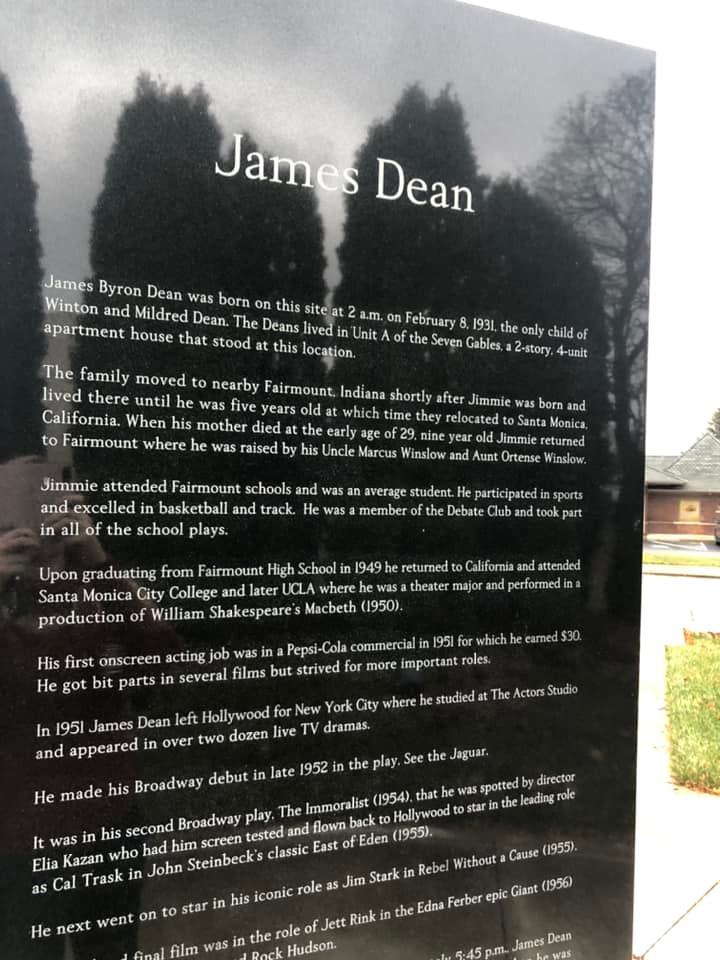 James Dean
James Byron Dean was born on this site at 2 a.m. on February 8, 1931, the only child of
Winton and Mildred Dean. The Deans lived in Unit A of the Seven Gables, a 2-story, 4-unit
apartment house that stood at this location.
The family moved to nearby Fairmount, Indiana shortly after Jimmie was born and
lived there until he was five years old at which time they relocated to Santa Monica,
California. When his mother died at the early age of 29, nine year old Jimmie returned
to Fairmount where he was raised by his Uncle Marcus Winslow and Aunt Ortense Winslow.
Jimmie attended Fairmount schools and was an average student. He participated in sports
and excelled in basketball and track. He was a member of the Debate Club and took part
in all of the school plays.
Upon graduating from Fairmount High School in 1949 he returned to California and attended
Santa Monica City College and later UCLA where he was a theater major and performed in a
production of William Shakespeare's Macbeth (1950).
His first onscreen acting job was in a Pepsi-Cola commercial in 1951 for which he earned $30.
He got bit parts in several films but strived for more important roles.
In 1951 James Dean left Hollywood for New York City where he studied at The Actors Studio
and appeared in over two dozen live TV dramas.
He made his Broadway debut in late 1952 in the play, See the Jaguar.
It was in his second Broadway play, The Immoralist (1954), that he was spotted by director
Elia Kazan who had him screen tested and flown back to Hollywood to star in the leading role
as Cal Trask in John Steinbeck's classic East of Eden (1955).
He next went on to star in his iconic role as Jim Stark in Rebel Without a Cause (1955).
final film was in the role of Jett Rink in the Edna Ferber epic Giant (1956)
Rock Hudson.
5:45 p.m., James Dean
he was